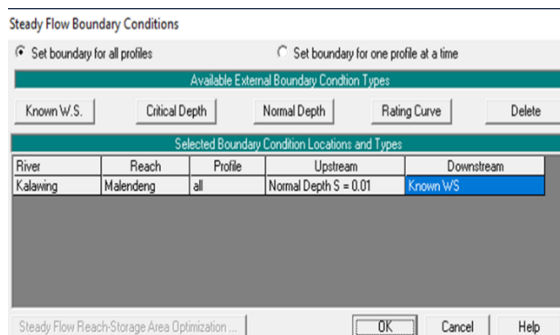 Steady Flow Boundary Conditions
Set boundary for all profiles Set boundary for one profile at a time
Available External Boundary Condtion Types
Known W.S. Critical Depth Normal Depth Rating Curve Delete
Selected Boundary Condition Locations and Types
River Reach Profile Upstream Downstream
Kalawing Malendeng all Normal Depth S = 0.01 Known WS
Steady Flow Reach-Storage Area Optimization ... OK Cancel Help